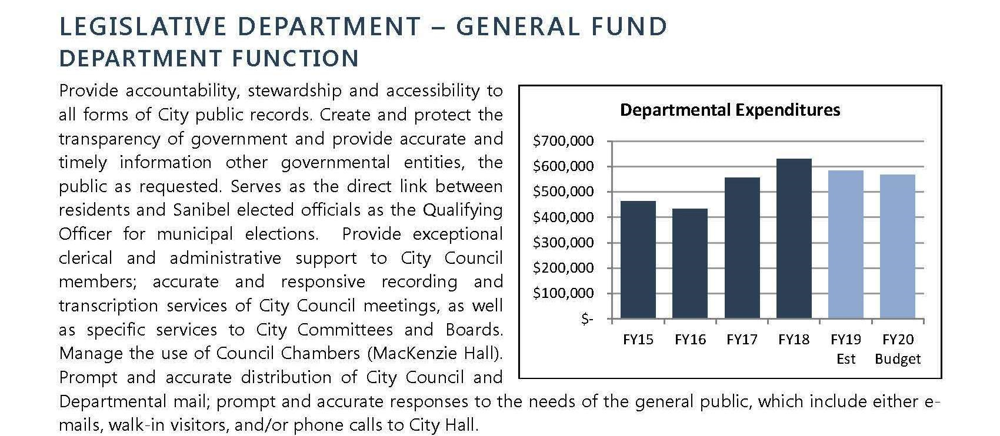 LEGISLATIVE DEPARTMENT – GENERAL FUND
DEPARTMENT FUNCTION
Provide accountability, stewardship and accessibility to
all forms of City public records. Create and protect the
transparency of government and provide accurate and
timely information other governmental entities, the
public as requested. Serves as the direct link between
residents and Sanibel elected officials as the Qualifying
Officer for municipal elections.  Provide exceptional
clerical and administrative support to City Council
members; accurate and responsive recording and
transcription services of City Council meetings, as well
as specific services to City Committees and Boards.
Manage the use of Council Chambers (MacKenzie Hall).
Prompt and accurate distribution of City Council and
Departmental mail; prompt and accurate responses to the needs of the general public, which include either e-
mails, walk-in visitors, and/or phone calls to City Hall.
Departmental Expenditures
$700,000
$600,000
$500,000
$400,000
$300,000
$200,000
$100,000
$-
FY15 FY16 FY17 FY18 FY19 FY20
Est Budget